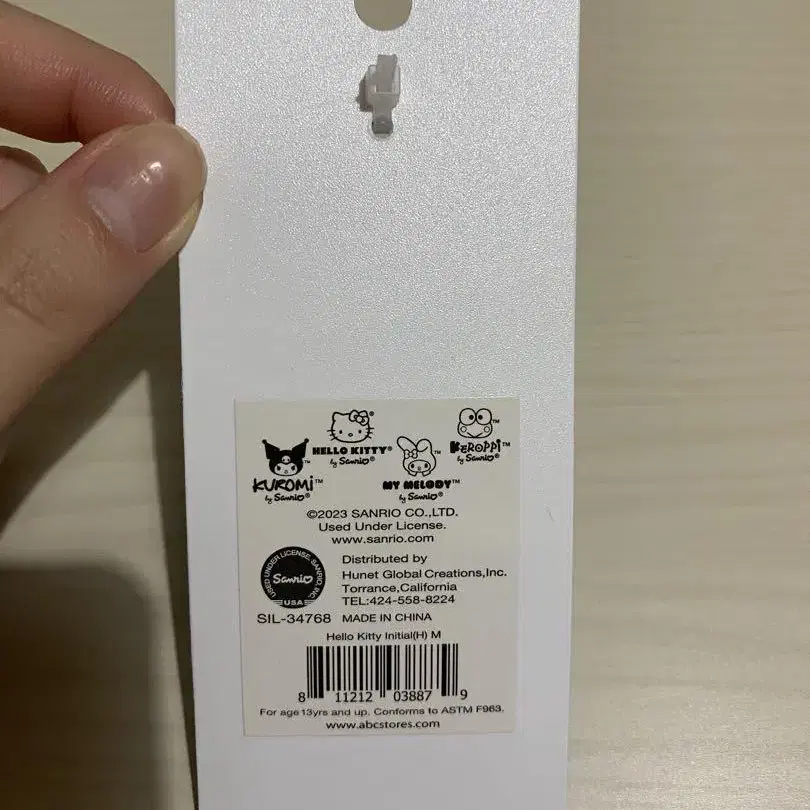 HELLO KITTY®
by Sanrio®
KUROMi™
by Sanrio®
MY MELODY™
by Sanrio®
KEROPPi™
by Sanrio®
©2023 SANRIO CO.,LTD.
Used Under License.
www.sanrio.com
USED UNDER LICENSE. SANRIO, INC.
Sanrio
USA
Distributed by
Hunet Global Creations,Inc.
Torrance,California
TEL:424-558-8224
SIL-34768 MADE IN CHINA
Hello Kitty Initial(H) M
8 11212 03887 9
For age 13yrs and up. Conforms to ASTM F963.
www.abcstores.com